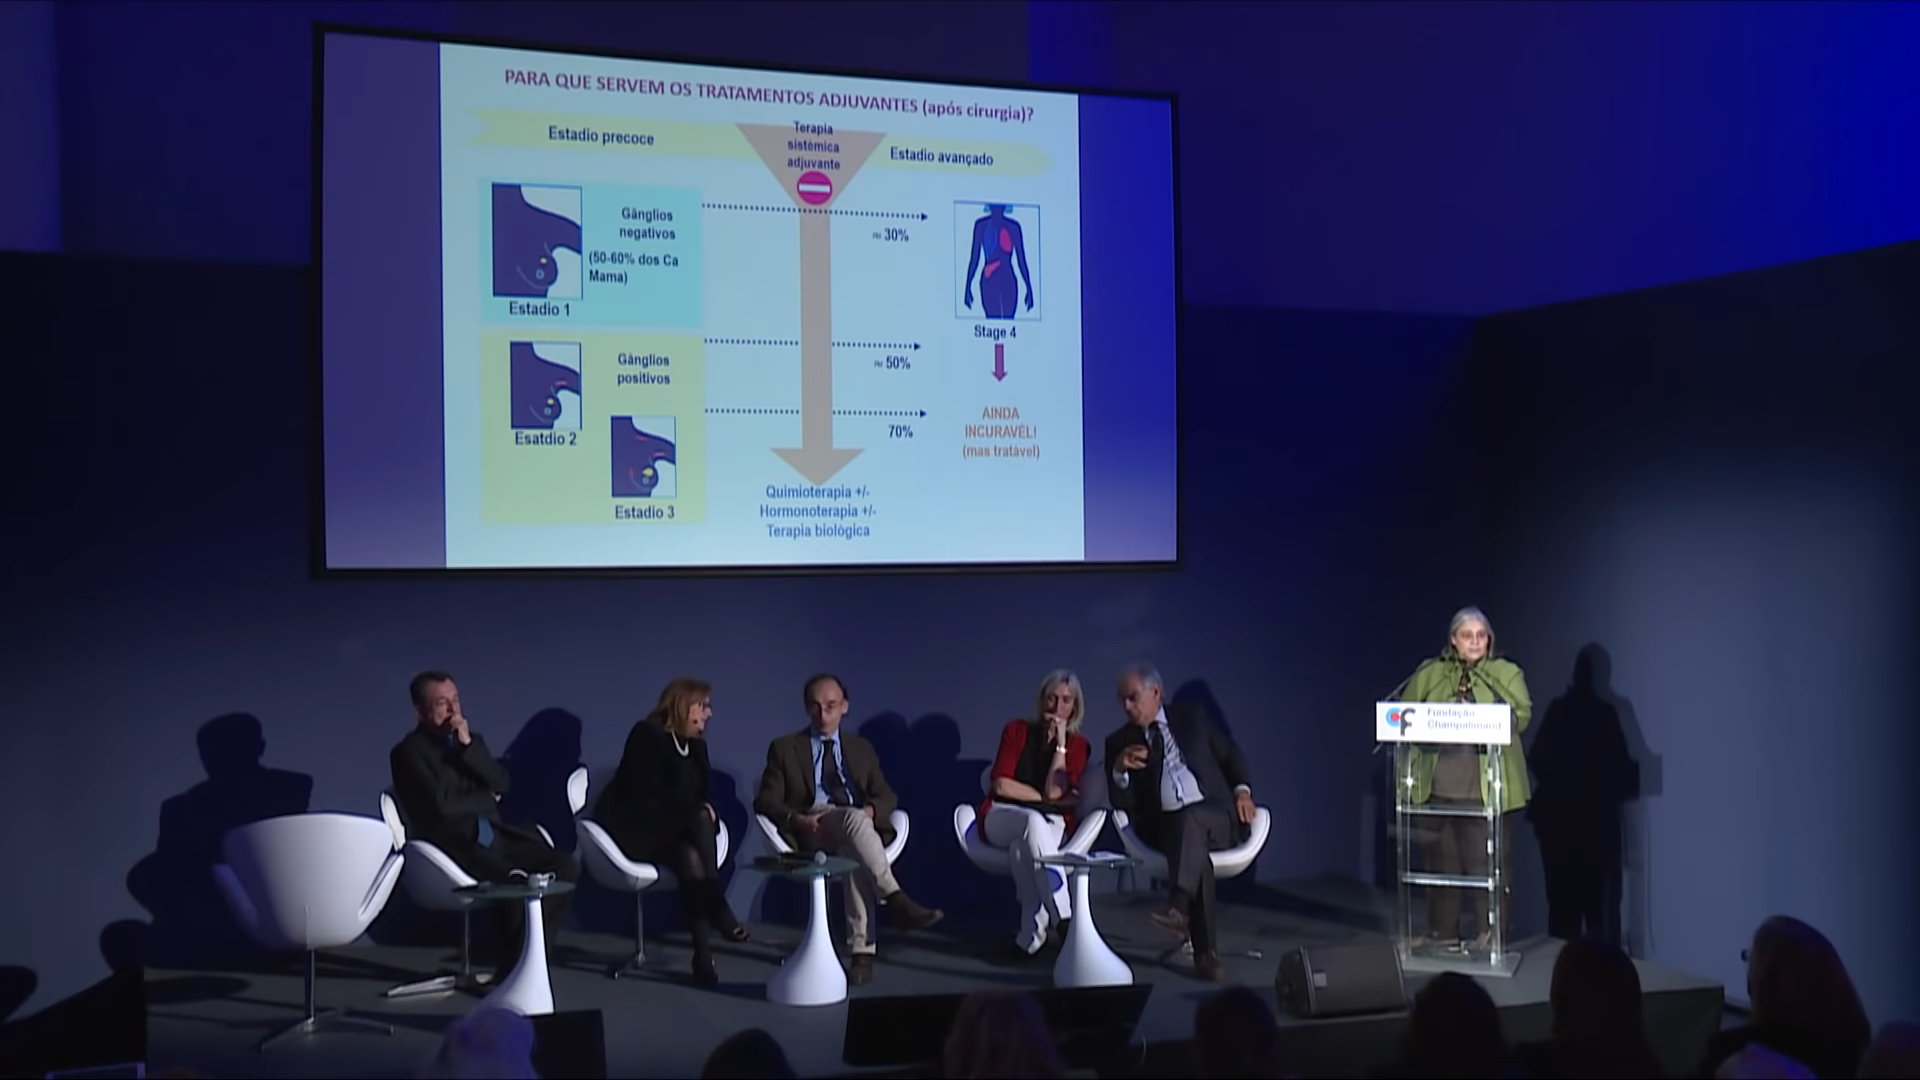 PARA QUE SERVEM OS TRATAMENTOS ADJUVANTES (após cirurgia)?
Estadio precoce
Terapia
sistémica
adjuvante
Estadio avançado
Gânglios
negativos
(50-60% dos Ca
Mama)
Estadio 1
≈ 30%
Stage 4
Gânglios
positivos
≈ 50%
Esatdio 2
70%
Estadio 3
AINDA
INCURAVÉL!
(mas tratável)
Quimioterapia +/-
Hormonoterapia +/-
Terapia biológica
CF
Fundação
Champalimaud